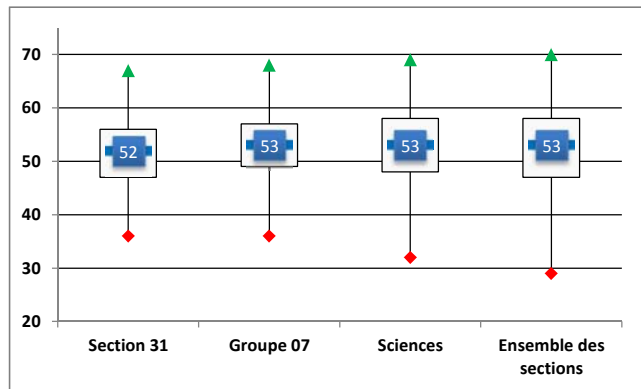 70
60
50
40
30
20
52
53
53
53
Section 31
Groupe 07
Sciences
Ensemble des
sections